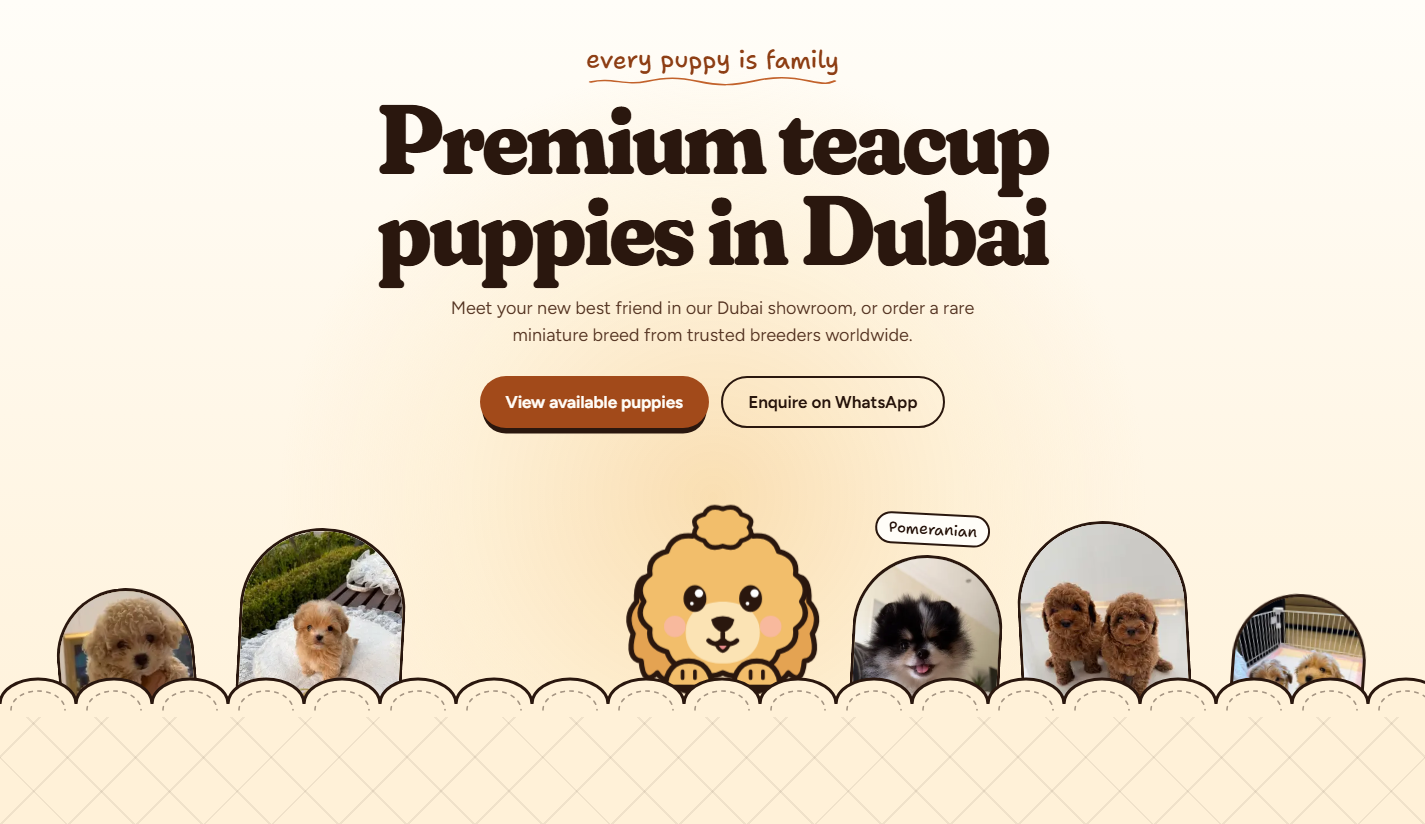 every puppy is family
Premium teacup
puppies in Dubai
Meet your new best friend in our Dubai showroom, or order a rare
miniature breed from trusted breeders worldwide.
View available puppies
Enquire on WhatsApp
Pomeranian